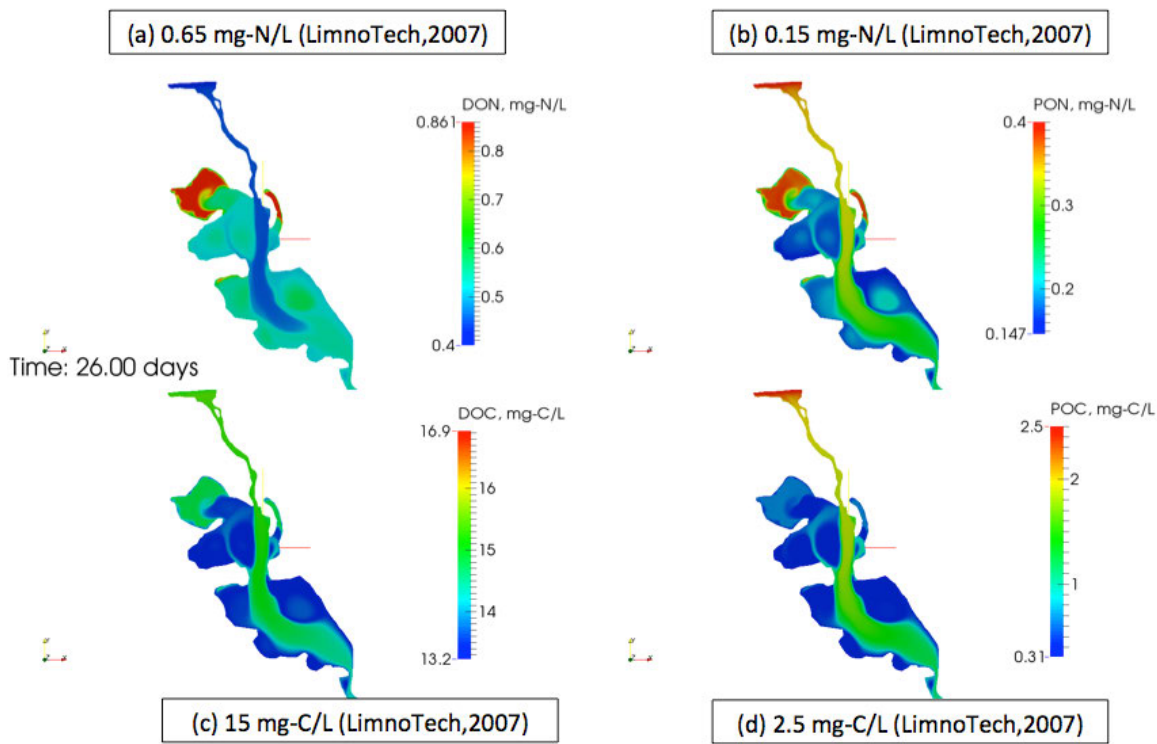 (a) 0.65 mg-N/L (LimnoTech,2007)
(b) 0.15 mg-N/L (LimnoTech,2007)
DON, mg-N/L
0.861
0.8
0.7
0.6
0.5
0.4
PON, mg-N/L
0.4
0.3
0.2
0.147
Time: 26.00 days
DOC, mg-C/L
16.9
16
15
14
13.2
POC, mg-C/L
2.5
2
1
0.31
(c) 15 mg-C/L (LimnoTech,2007)
(d) 2.5 mg-C/L (LimnoTech,2007)